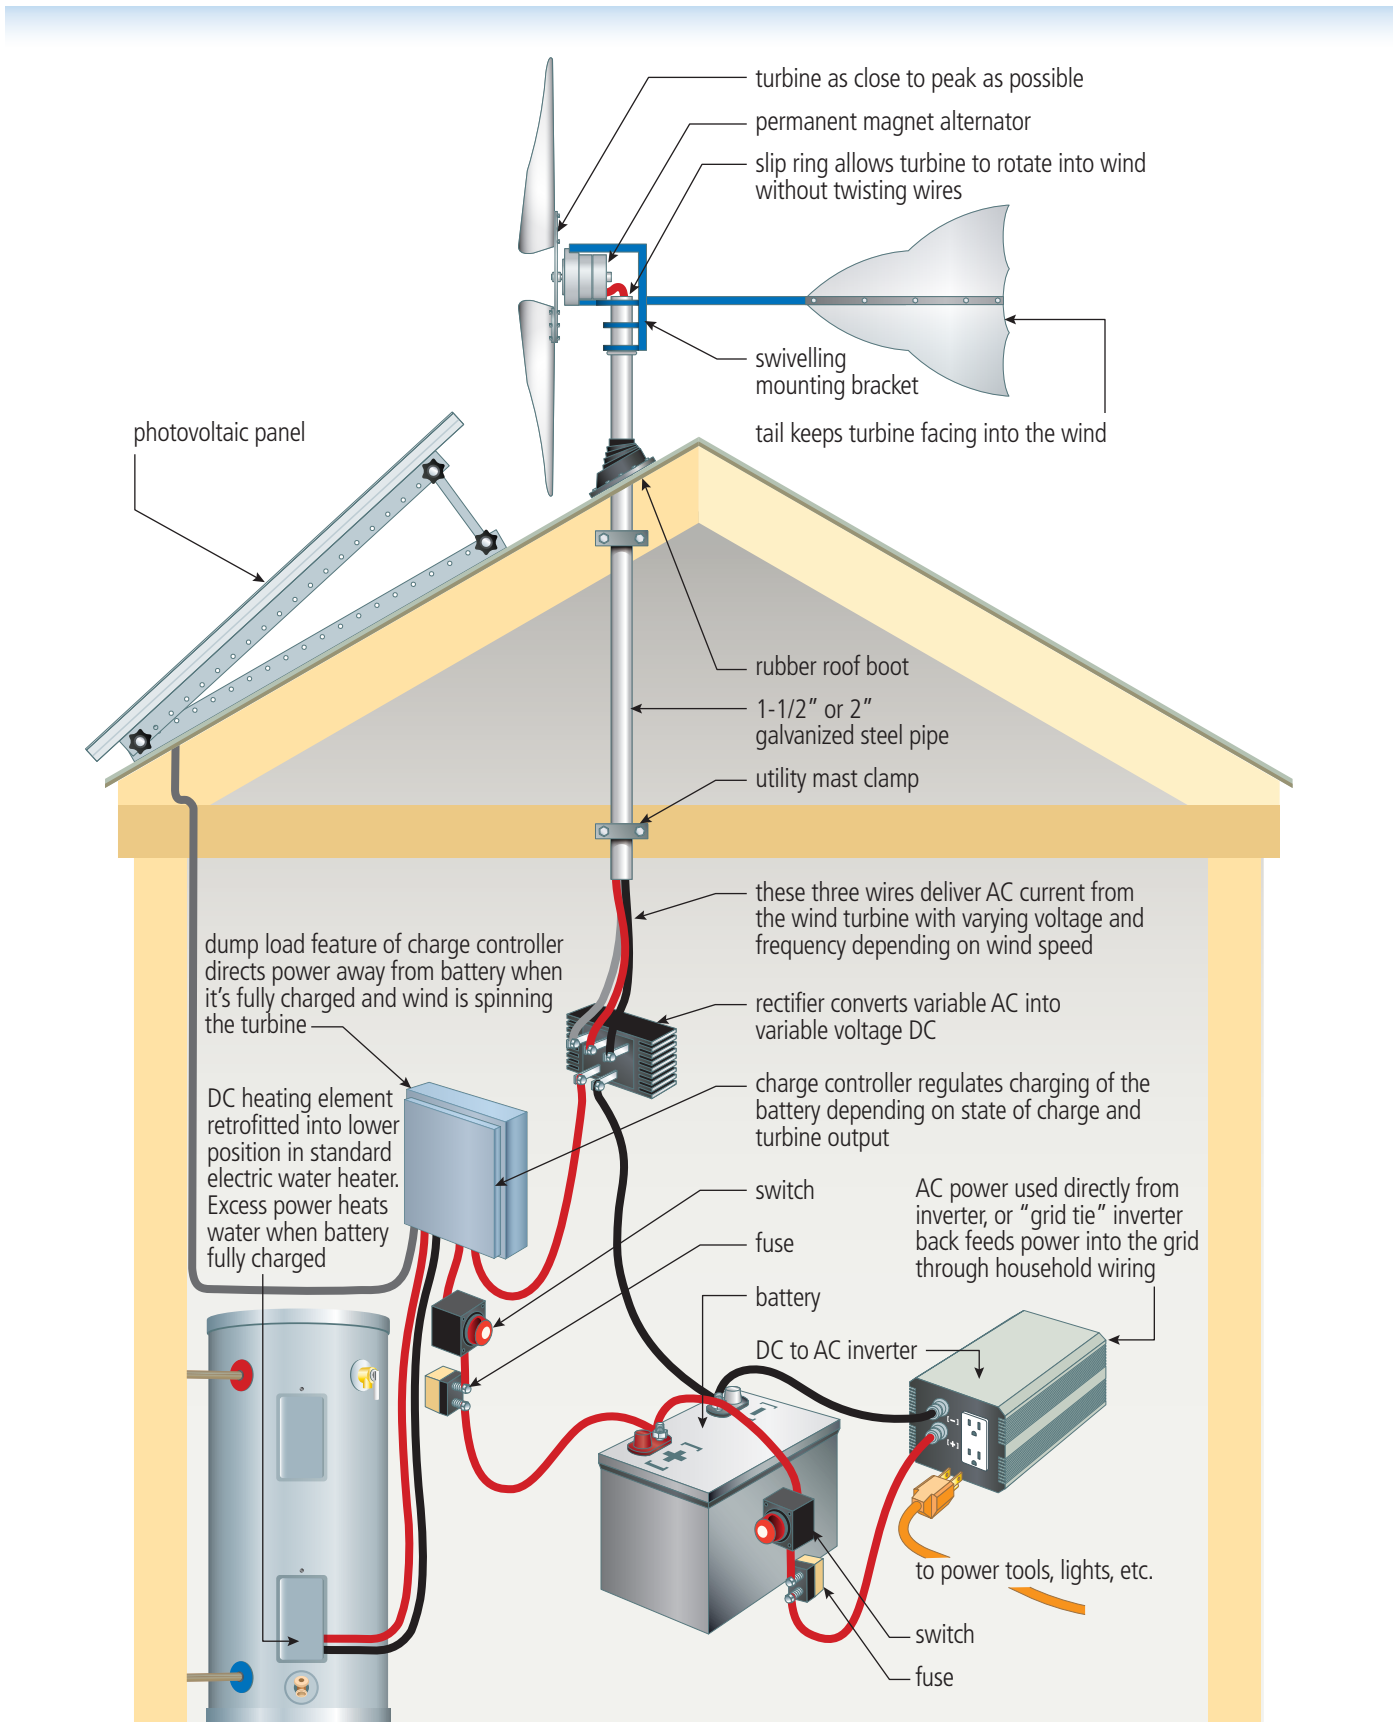 turbine as close to peak as possible
permanent magnet alternator
slip ring allows turbine to rotate into wind
without twisting wires
swivelling
mounting bracket
tail keeps turbine facing into the wind
photovoltaic panel
rubber roof boot
1-1/2” or 2”
galvanized steel pipe
utility mast clamp
these three wires deliver AC current from
the wind turbine with varying voltage and
frequency depending on wind speed
dump load feature of charge controller
directs power away from battery when
it’s fully charged and wind is spinning
the turbine
rectifier converts variable AC into
variable voltage DC
charge controller regulates charging of the
battery depending on state of charge and
turbine output
DC heating element
retrofitted into lower
position in standard
electric water heater.
Excess power heats
water when battery
fully charged
switch
fuse
battery
AC power used directly from
inverter, or “grid tie” inverter
back feeds power into the grid
through household wiring
DC to AC inverter
[-]
[+]
[+]
[-]
to power tools, lights, etc.
switch
fuse